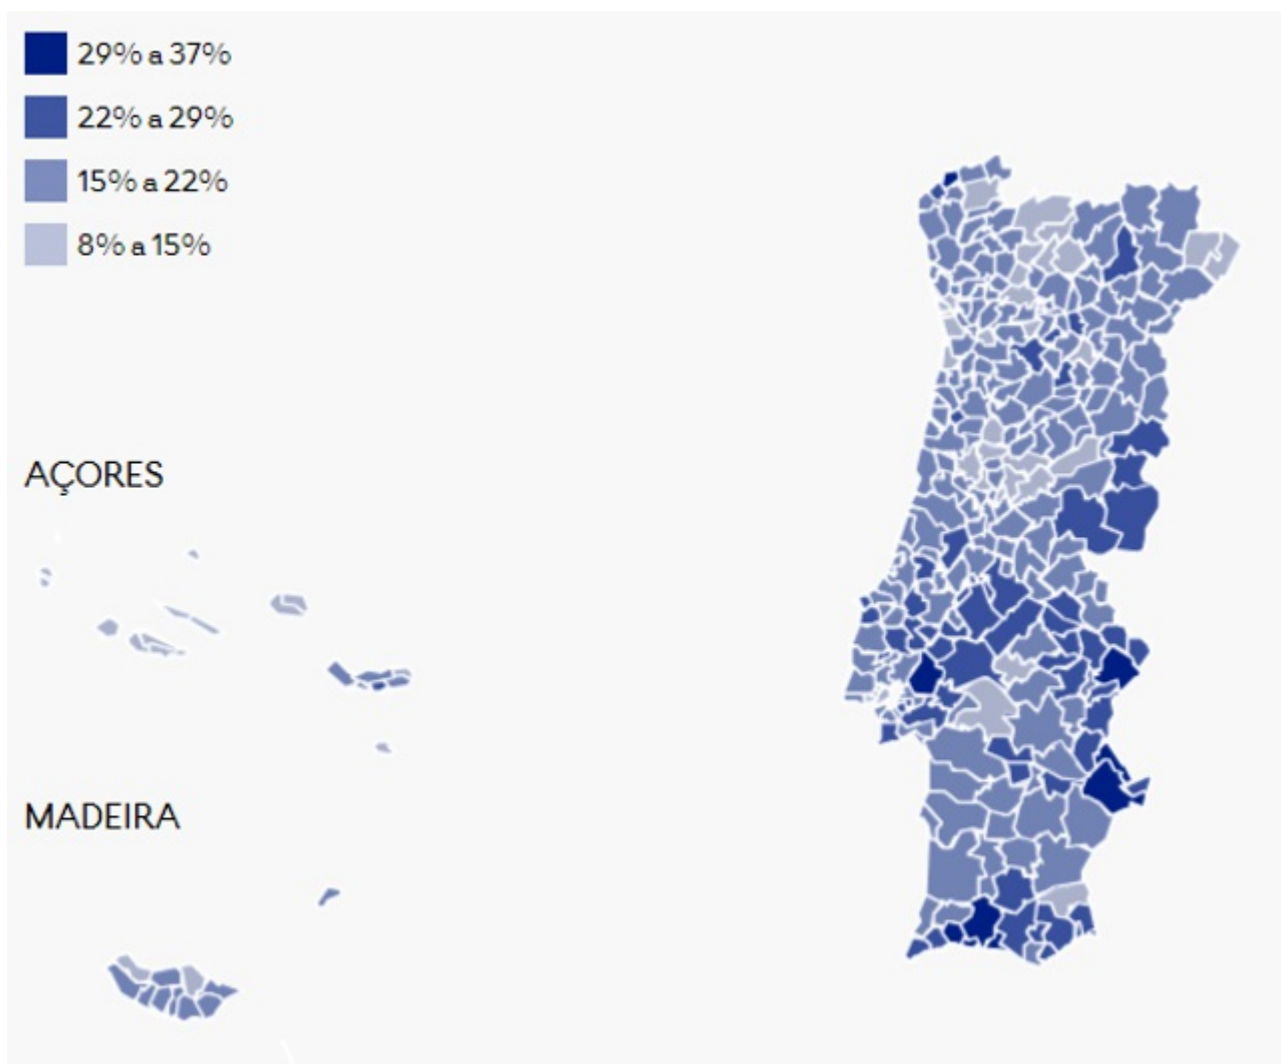 29% a 37%
22% a 29%
15% a 22%
8% a 15%
AÇORES
MADEIRA